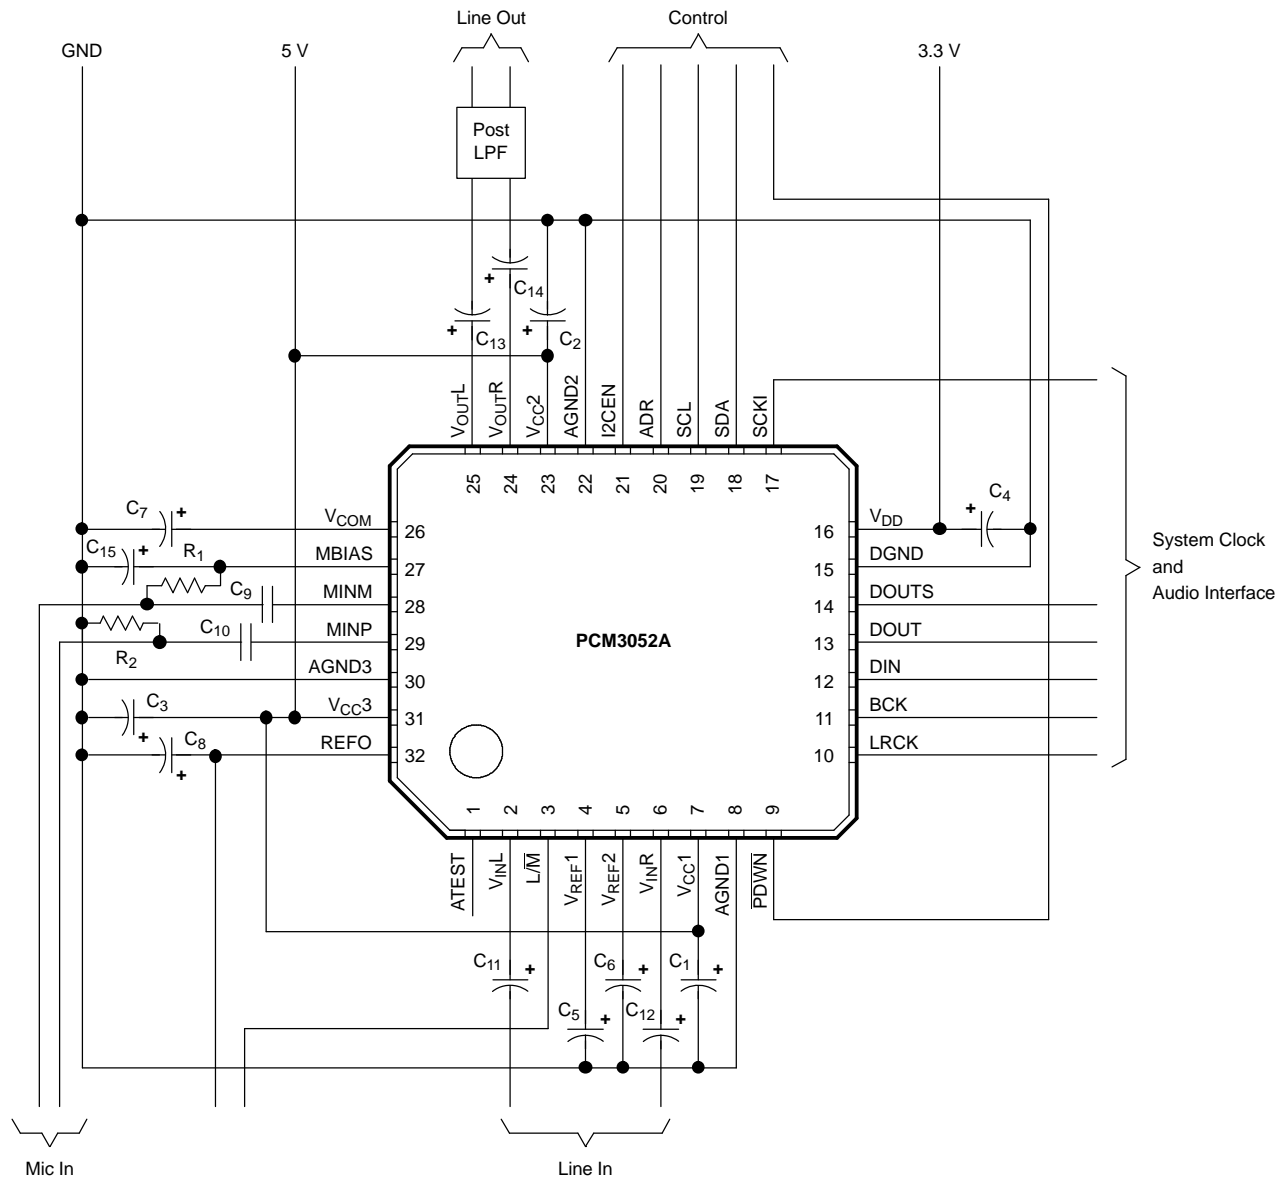 Line Out
Control
GND
5 V
3.3 V
Post
LPF
+
C14
+
C13
+
C2
VOUTL
VOUTR
VCC2
AGND2
I2CEN
ADR
SCL
SDA
SCKI
25
24
23
22
21
20
19
18
17
C7
+
VCOM
26
C15
+
R1
MBIAS
27
C9
MINM
28
C10
MINP
29
R2
AGND3
30
C3
+
VCC3
31
C8
+
REFO
32
PCM3052A
16
VDD
+
C4
15
DGND
14
DOUTS
13
DOUT
12
DIN
11
BCK
10
LRCK
System Clock
and
Audio Interface
1
2
3
4
5
6
7
8
9
ATEST
VINL
L/M
VREF1
VREF2
VINR
VCC1
AGND1
PDWN
C11
+
C6
+
C1
+
C5
+
C12
+
Mic In
Line In